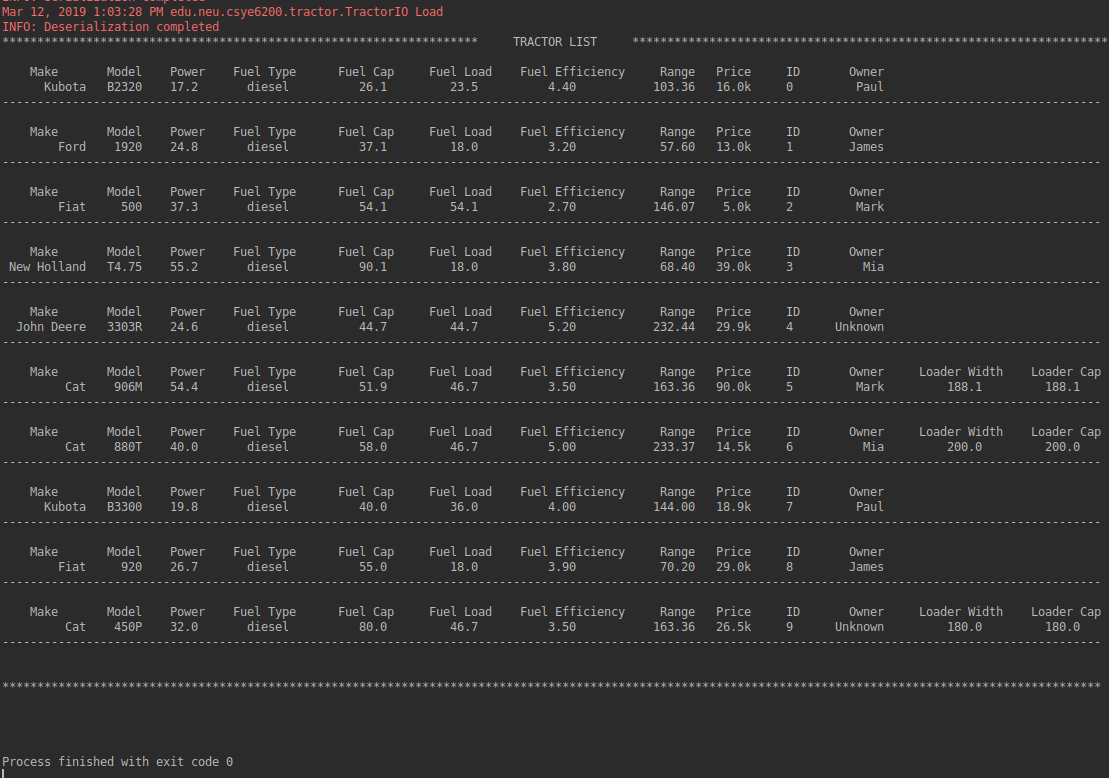 INFO: Serialization completed
Mar 12, 2019 1:03:28 PM edu.neu.csye6200.tractor.TractorIO Load
INFO: Deserialization completed
******************************************************************** TRACTOR LIST ********************************************************************
Make Model Power Fuel Type Fuel Cap Fuel Load Fuel Efficiency Range Price ID Owner
Kubota B2320 17.2 diesel 26.1 23.5 4.40 103.36 16.0k 0 Paul
-------------------------------------------------------------------------------------------------------------------------------------------------------------
Make Model Power Fuel Type Fuel Cap Fuel Load Fuel Efficiency Range Price ID Owner
Ford 1920 24.8 diesel 37.1 18.0 3.20 57.60 13.0k 1 James
-------------------------------------------------------------------------------------------------------------------------------------------------------------
Make Model Power Fuel Type Fuel Cap Fuel Load Fuel Efficiency Range Price ID Owner
Fiat 500 37.3 diesel 54.1 54.1 2.70 146.07 5.0k 2 Mark
-------------------------------------------------------------------------------------------------------------------------------------------------------------
Make Model Power Fuel Type Fuel Cap Fuel Load Fuel Efficiency Range Price ID Owner
New Holland T4.75 55.2 diesel 90.1 18.0 3.80 68.40 39.0k 3 Mia
-------------------------------------------------------------------------------------------------------------------------------------------------------------
Make Model Power Fuel Type Fuel Cap Fuel Load Fuel Efficiency Range Price ID Owner
John Deere 3303R 24.6 diesel 44.7 44.7 5.20 232.44 29.9k 4 Unknown
-------------------------------------------------------------------------------------------------------------------------------------------------------------
Make Model Power Fuel Type Fuel Cap Fuel Load Fuel Efficiency Range Price ID Owner Loader Width Loader Cap
Cat 906M 54.4 diesel 51.9 46.7 3.50 163.36 90.0k 5 Mark 188.1 188.1
-------------------------------------------------------------------------------------------------------------------------------------------------------------
Make Model Power Fuel Type Fuel Cap Fuel Load Fuel Efficiency Range Price ID Owner Loader Width Loader Cap
Cat 880T 40.0 diesel 58.0 46.7 5.00 233.37 14.5k 6 Mia 200.0 200.0
-------------------------------------------------------------------------------------------------------------------------------------------------------------
Make Model Power Fuel Type Fuel Cap Fuel Load Fuel Efficiency Range Price ID Owner
Kubota B3300 19.8 diesel 40.0 36.0 4.00 144.00 18.9k 7 Paul
-------------------------------------------------------------------------------------------------------------------------------------------------------------
Make Model Power Fuel Type Fuel Cap Fuel Load Fuel Efficiency Range Price ID Owner
Fiat 920 26.7 diesel 55.0 18.0 3.90 70.20 29.0k 8 James
-------------------------------------------------------------------------------------------------------------------------------------------------------------
Make Model Power Fuel Type Fuel Cap Fuel Load Fuel Efficiency Range Price ID Owner Loader Width Loader Cap
Cat 450P 32.0 diesel 80.0 46.7 3.50 163.36 26.5k 9 Unknown 180.0 180.0
-------------------------------------------------------------------------------------------------------------------------------------------------------------
*************************************************************************************************************************************************************
Process finished with exit code 0